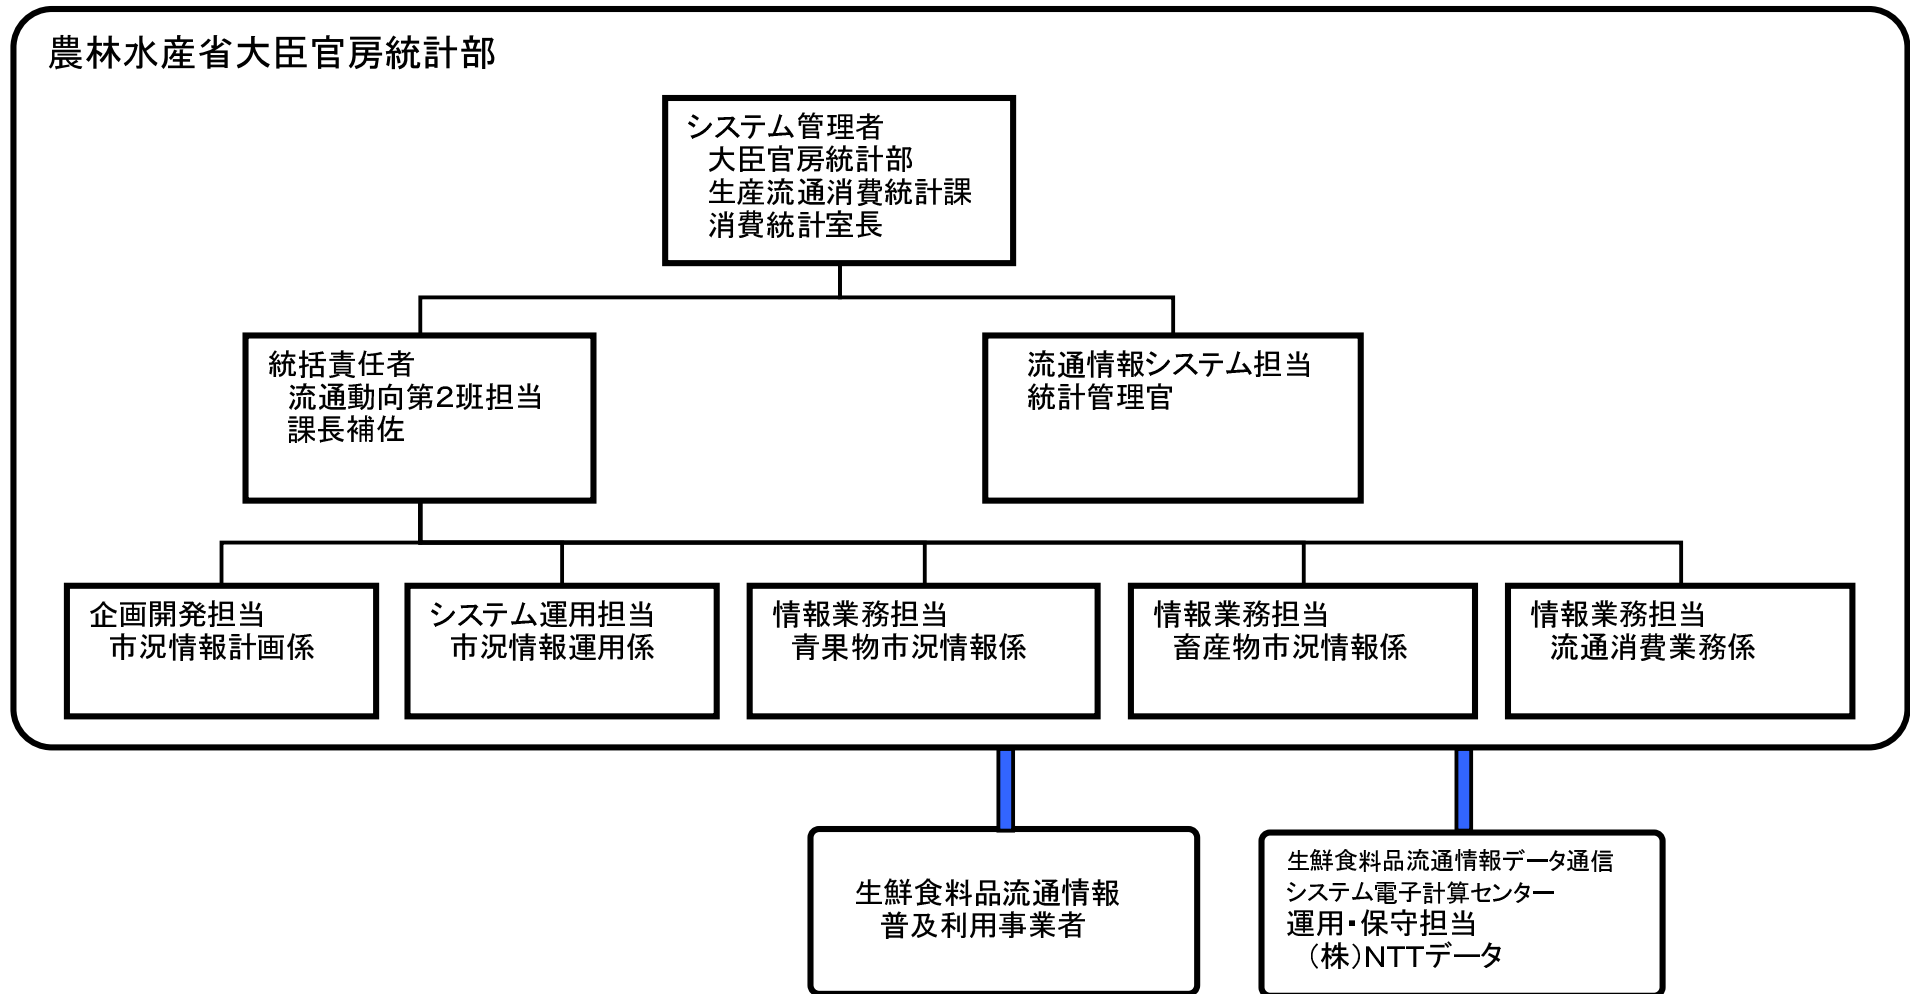 農林水産省大臣官房統計部
システム管理者
大臣官房統計部
生産流通消費統計課
消費統計室長
統括責任者
流通動向第2班担当
課長補佐
流通情報システム担当
統計管理官
企画開発担当
市況情報計画係
システム運用担当
市況情報運用係
情報業務担当
青果物市況情報係
情報業務担当
畜産物市況情報係
情報業務担当
流通消費業務係
生鮮食料品流通情報
普及利用事業者
生鮮食料品流通情報データ通信
システム電子計算センター
運用・保守担当
（株）NTTデータ